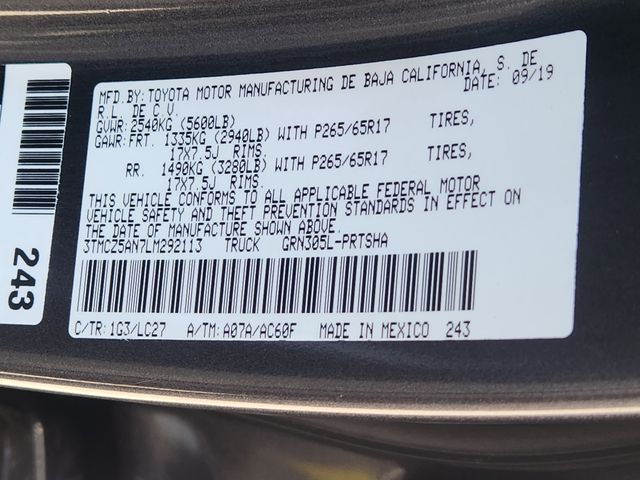 MFD.BY:TOYOTA MOTOR MANUFACTURING DE BAJA CALIFORNIA, S. DE
R.L. DE C.V. DATE: 09/19
GVWR:2540KG (5600LB)
GAWR:FRT. 1335KG (2940LB) WITH P265/65R17 TIRES,
17X7.5J RIMS.
RR. 1490KG (3280LB) WITH P265/65R17 TIRES,
17X7.5J RIMS.
THIS VEHICLE CONFORMS TO ALL APPLICABLE FEDERAL MOTOR
VEHICLE SAFETY AND THEFT PREVENTION STANDARDS IN EFFECT ON
THE DATE OF MANUFACTURE SHOWN ABOVE.
3TMCZ5AN7LM292113 TRUCK GRN305L-PRTSHA
C/TR:1G3/LC27 A/TM:A07A/AC60F MADE IN MEXICO 243
243